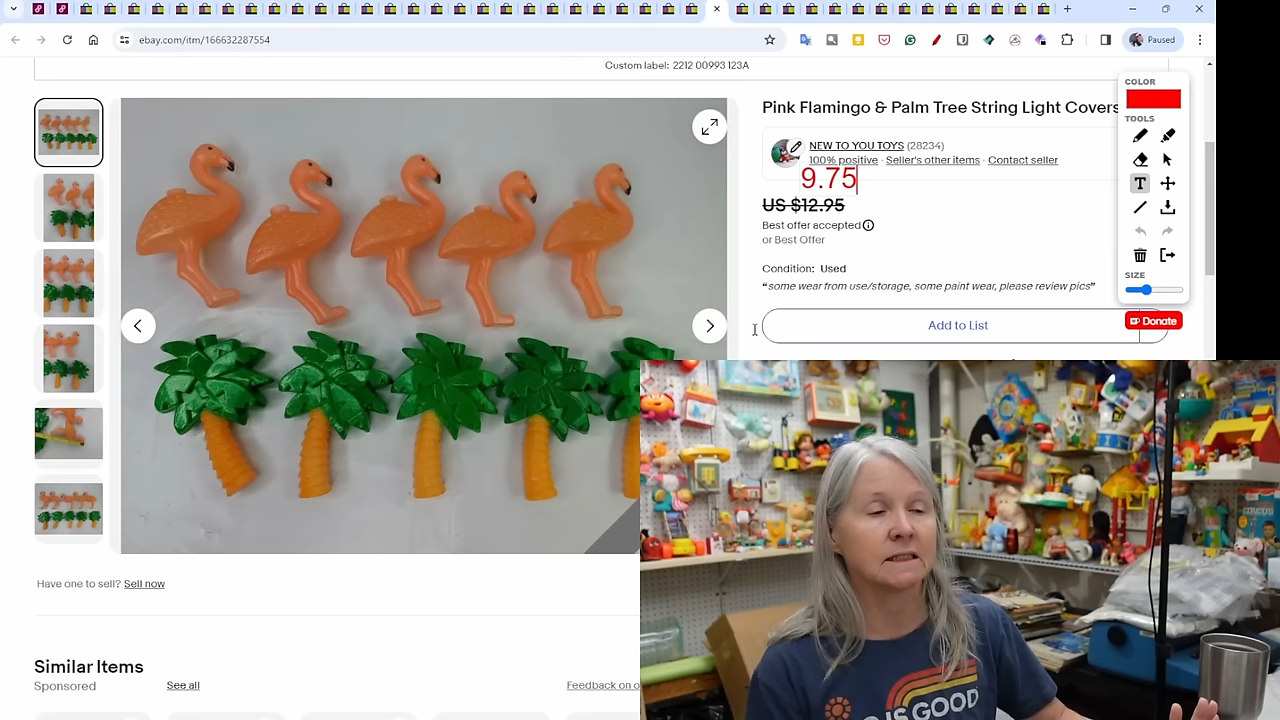 ebay.com/itm/166632287554
Paused
Custom label: 2212 00993 123A
Pink Flamingo & Palm Tree String Light Covers
NEW TO YOU TOYS (28234)
100% positive · Seller's other items · Contact seller
9.75
US $12.95
Best offer accepted
or Best Offer
Condition: Used
“some wear from use/storage, some paint wear, please review pics”
Add to List
COLOR
TOOLS
T
SIZE
Donate
Have one to sell? Sell now
Similar Items
Sponsored
See all
Feedback on
IS GOOD
CIRCUS